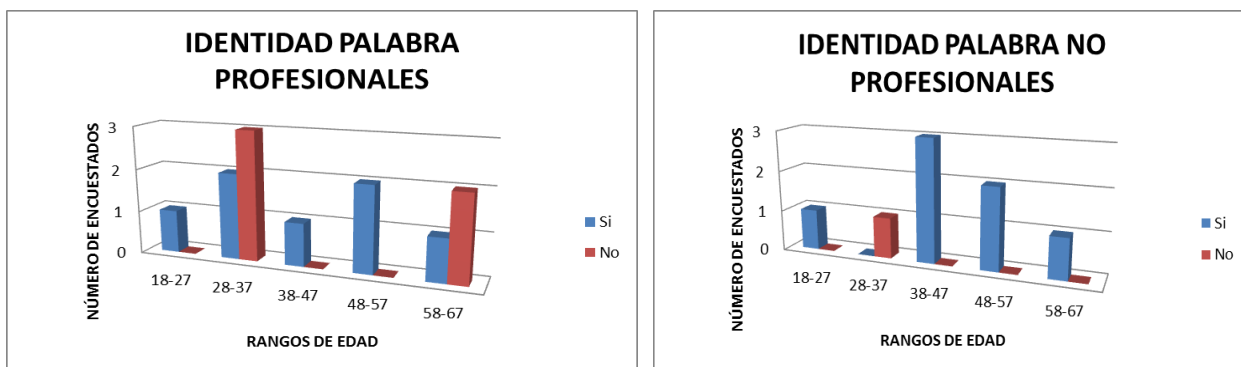 IDENTIDAD PALABRA
PROFESIONALES
NÚMERO DE ENCUESTADOS
3
2
1
0
18-27
28-37
38-47
48-57
58-67
RANGOS DE EDAD
Si
No
IDENTIDAD PALABRA NO
PROFESIONALES
NÚMERO DE ENCUESTADOS
3
2
1
0
18-27
28-37
38-47
48-57
58-67
RANGOS DE EDAD
Si
No